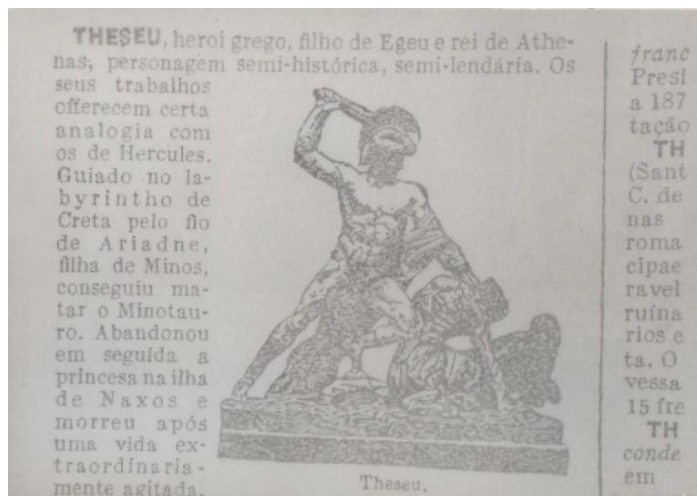 THESEU, heroi grego, filho de Egeu e rei de Athe-
nas, personagem semi-histórica, semi-lendária. Os
seus trabalhos
offerecem certa
analogia com
os de Hercules.
Guiado no la-
byrintho de
Creta pelo fio
de Ariadne,
filha de Minos,
conseguiu ma-
tar o Minotau-
ro. Abandonou
em seguida a
princesa na ilha
de Naxos e
morreu após
uma vida ex-
traordinaria-
mente agitada.
Theseu.
franc
Presi
a 187
tação
TH
(Sant
C. de
nas
roma
cipae
ravel
ruína
rios e
ta. O
vessa
15 fre
TH
conde
em